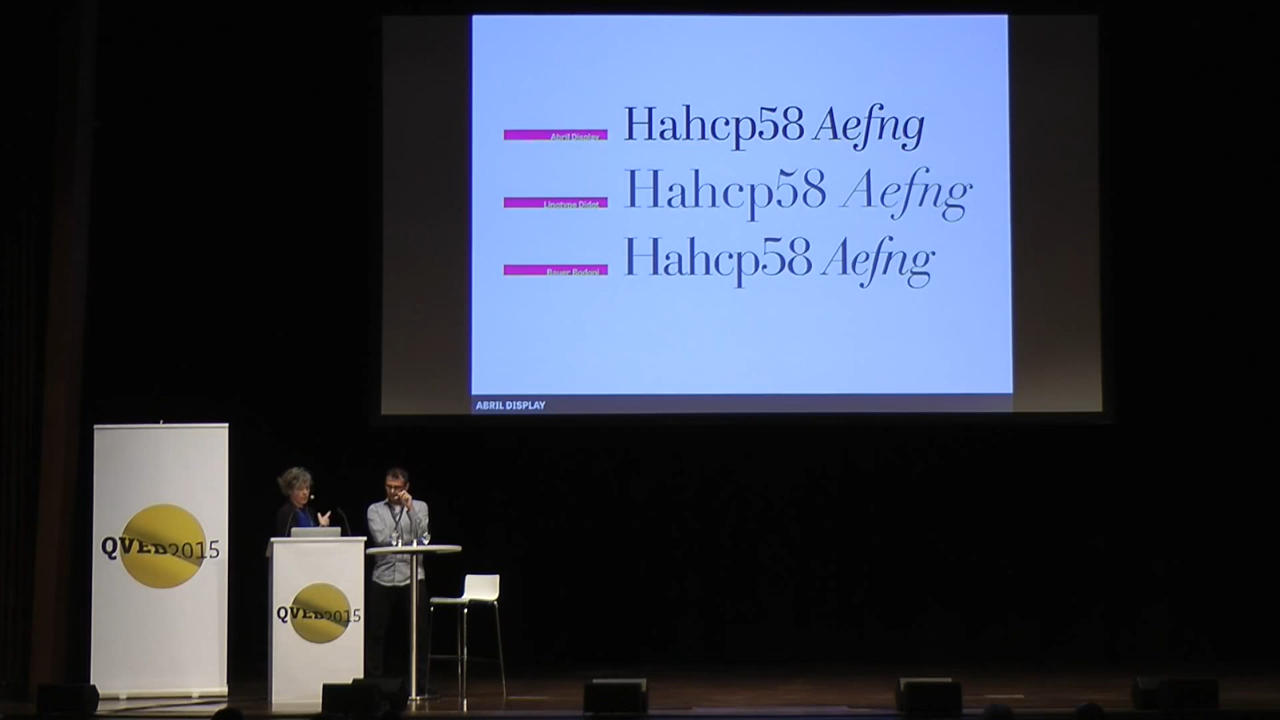 Abril Display
Hahcp58 Aefng
Linotype Didot
Hahcp58 Aefng
Bauer Bodoni
Hahcp58 Aefng
ABRIL DISPLAY
QVED2015
QVED2015